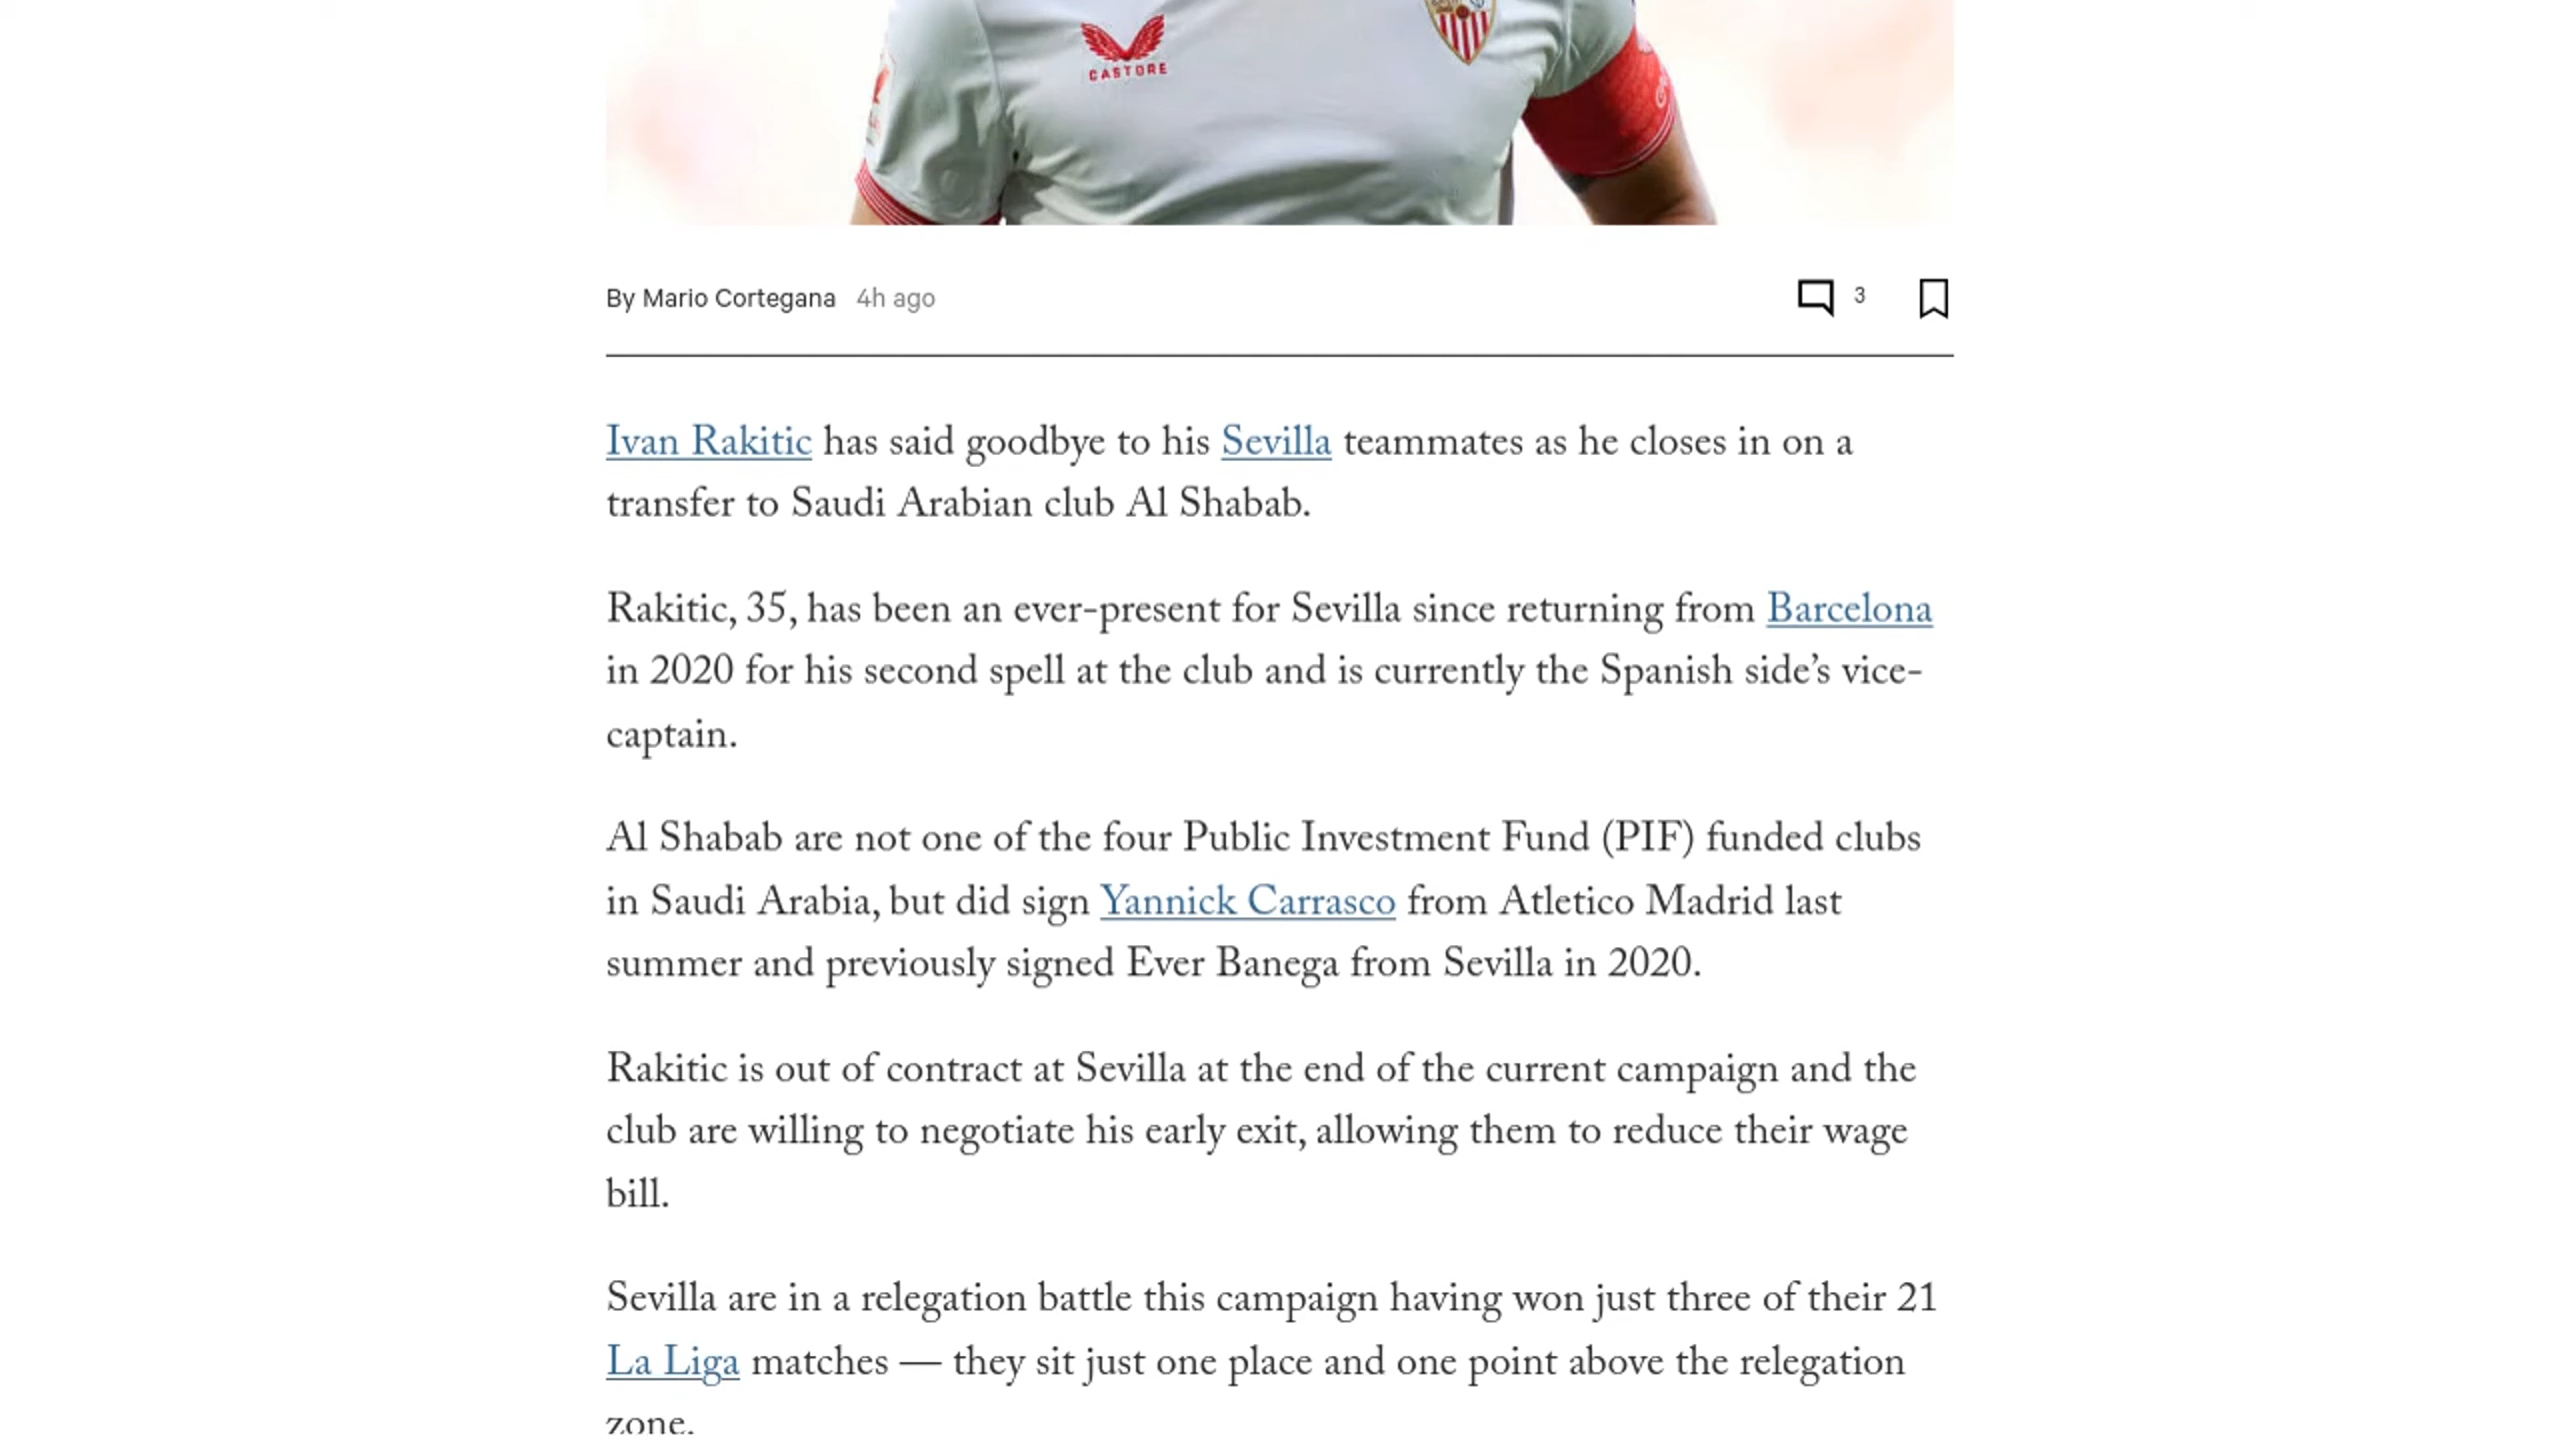 CASTORE
By Mario Cortegana 4h ago
3
Ivan Rakitic has said goodbye to his Sevilla teammates as he closes in on a
transfer to Saudi Arabian club Al Shabab.
Rakitic, 35, has been an ever-present for Sevilla since returning from Barcelona
in 2020 for his second spell at the club and is currently the Spanish side’s vice-
captain.
Al Shabab are not one of the four Public Investment Fund (PIF) funded clubs
in Saudi Arabia, but did sign Yannick Carrasco from Atletico Madrid last
summer and previously signed Ever Banega from Sevilla in 2020.
Rakitic is out of contract at Sevilla at the end of the current campaign and the
club are willing to negotiate his early exit, allowing them to reduce their wage
bill.
Sevilla are in a relegation battle this campaign having won just three of their 21
La Liga matches — they sit just one place and one point above the relegation
zone.